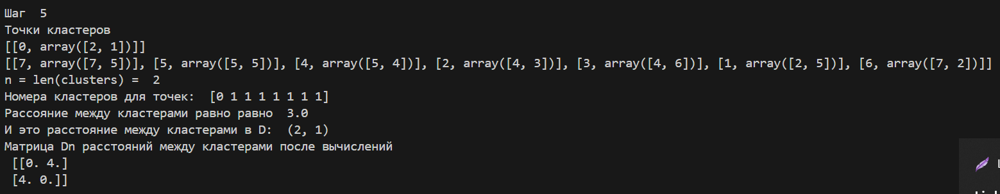 Шаг  5
Точки кластеров
[[0, array([2, 1])]]
[[7, array([7, 5])], [5, array([5, 5])], [4, array([5, 4])], [2, array([4, 3])], [3, array([4, 6])], [1, array([2, 5])], [6, array([7, 2])]]
n = len(clusters) =  2
Номера кластеров для точек:  [0 1 1 1 1 1 1 1]
Рассояние между кластерами равно равно  3.0
И это расстояние между кластерами в D:  (2, 1)
Матрица Dn расстояний между кластерами после вычислений
[[0. 4.]
[4. 0.]]